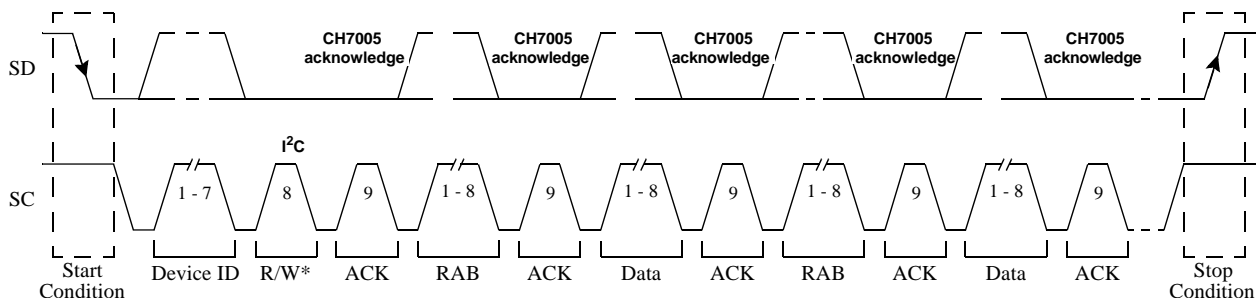 CH7005 CH7005 CH7005 CH7005 CH7005
acknowledge acknowledge acknowledge acknowledge acknowledge
SD
I²C
SC 1 - 7 8 9 1 - 8 9 1 - 8 9 1 - 8 9 1 - 8 9
Start Device ID R/W* ACK RAB ACK Data ACK RAB ACK Data ACK Stop
Condition Condition